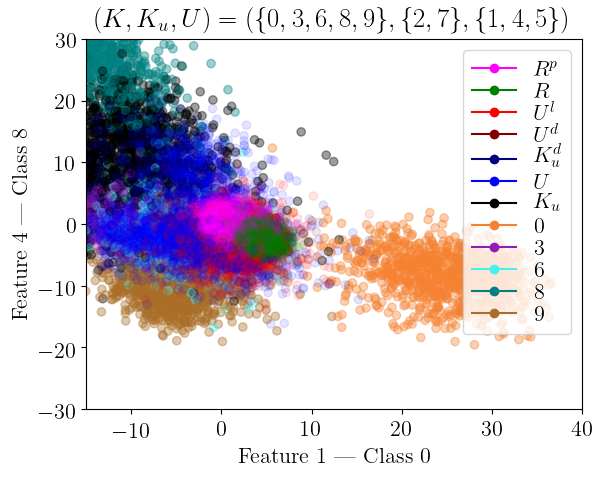 (K, K_u, U) = ({0, 3, 6, 8, 9}, {2, 7}, {1, 4, 5})
30
20
10
0
−10
−20
−30
Feature 4 — Class 8
R^p
R
U^l
U^d
K_u^d
U
K_u
0
3
6
8
9
−10 0 10 20 30 40
Feature 1 — Class 0